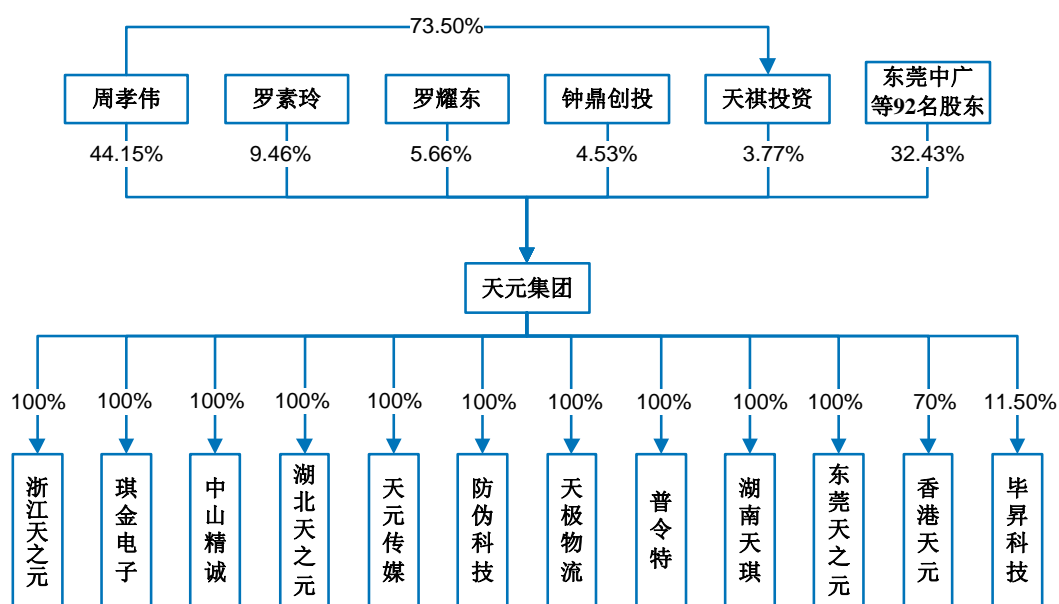 73.50%
周孝伟
罗素玲
罗耀东
钟鼎创投
天祺投资
东莞中广
等92名股东
44.15%
9.46%
5.66%
4.53%
3.77%
32.43%
天元集团
100%
100%
100%
100%
100%
100%
100%
100%
100%
100%
70%
11.50%
浙江天之元
琪金电子
中山精诚
湖北天之元
天元传媒
防伪科技
天极物流
普令特
湖南天琪
东莞天之元
香港天元
毕昇科技